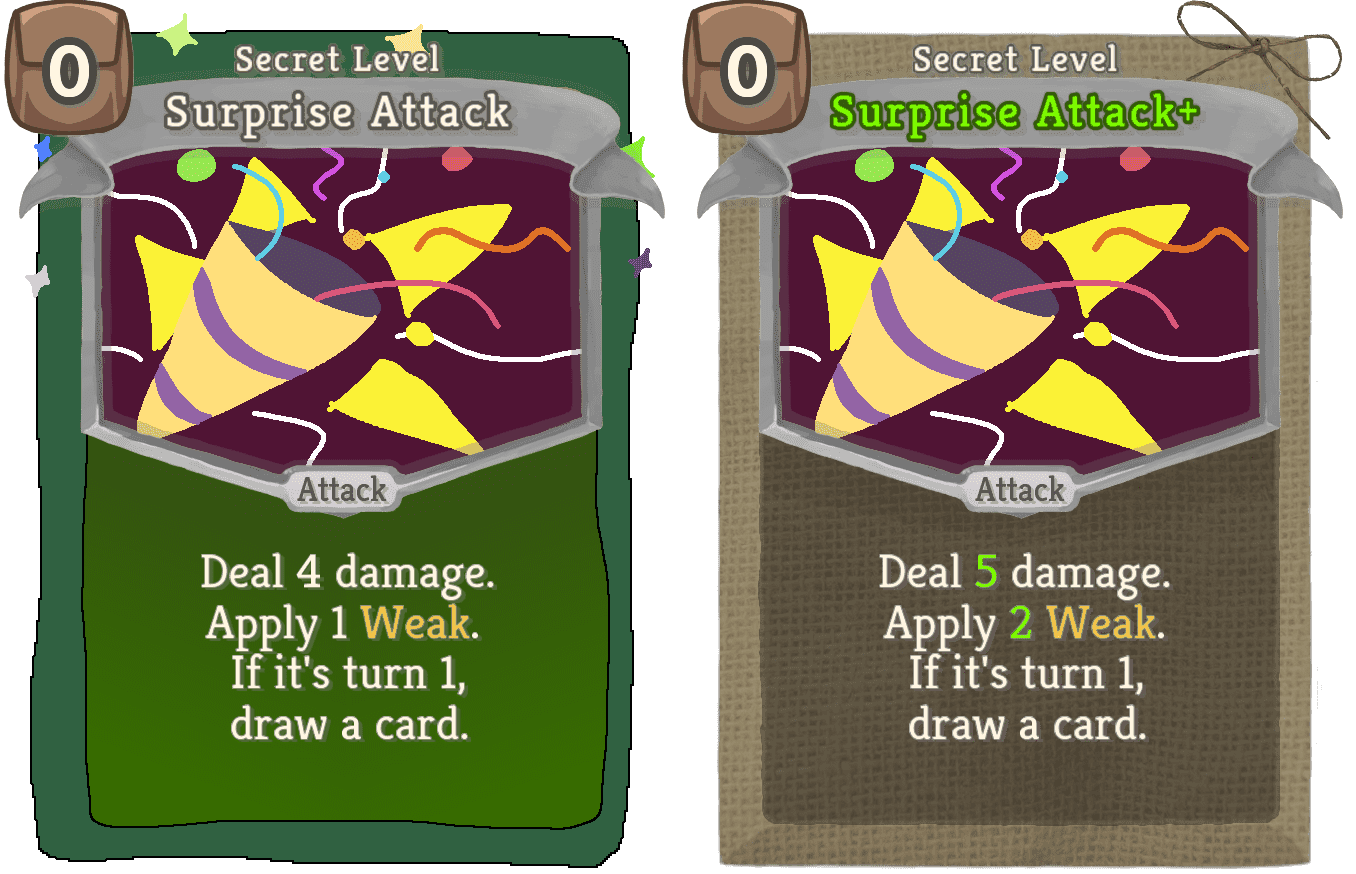 0
Secret Level
Surprise Attack
Attack
Deal 4 damage.
Apply 1 Weak.
If it's turn 1,
draw a card.
0
Secret Level
Surprise Attack+
Attack
Deal 5 damage.
Apply 2 Weak.
If it's turn 1,
draw a card.